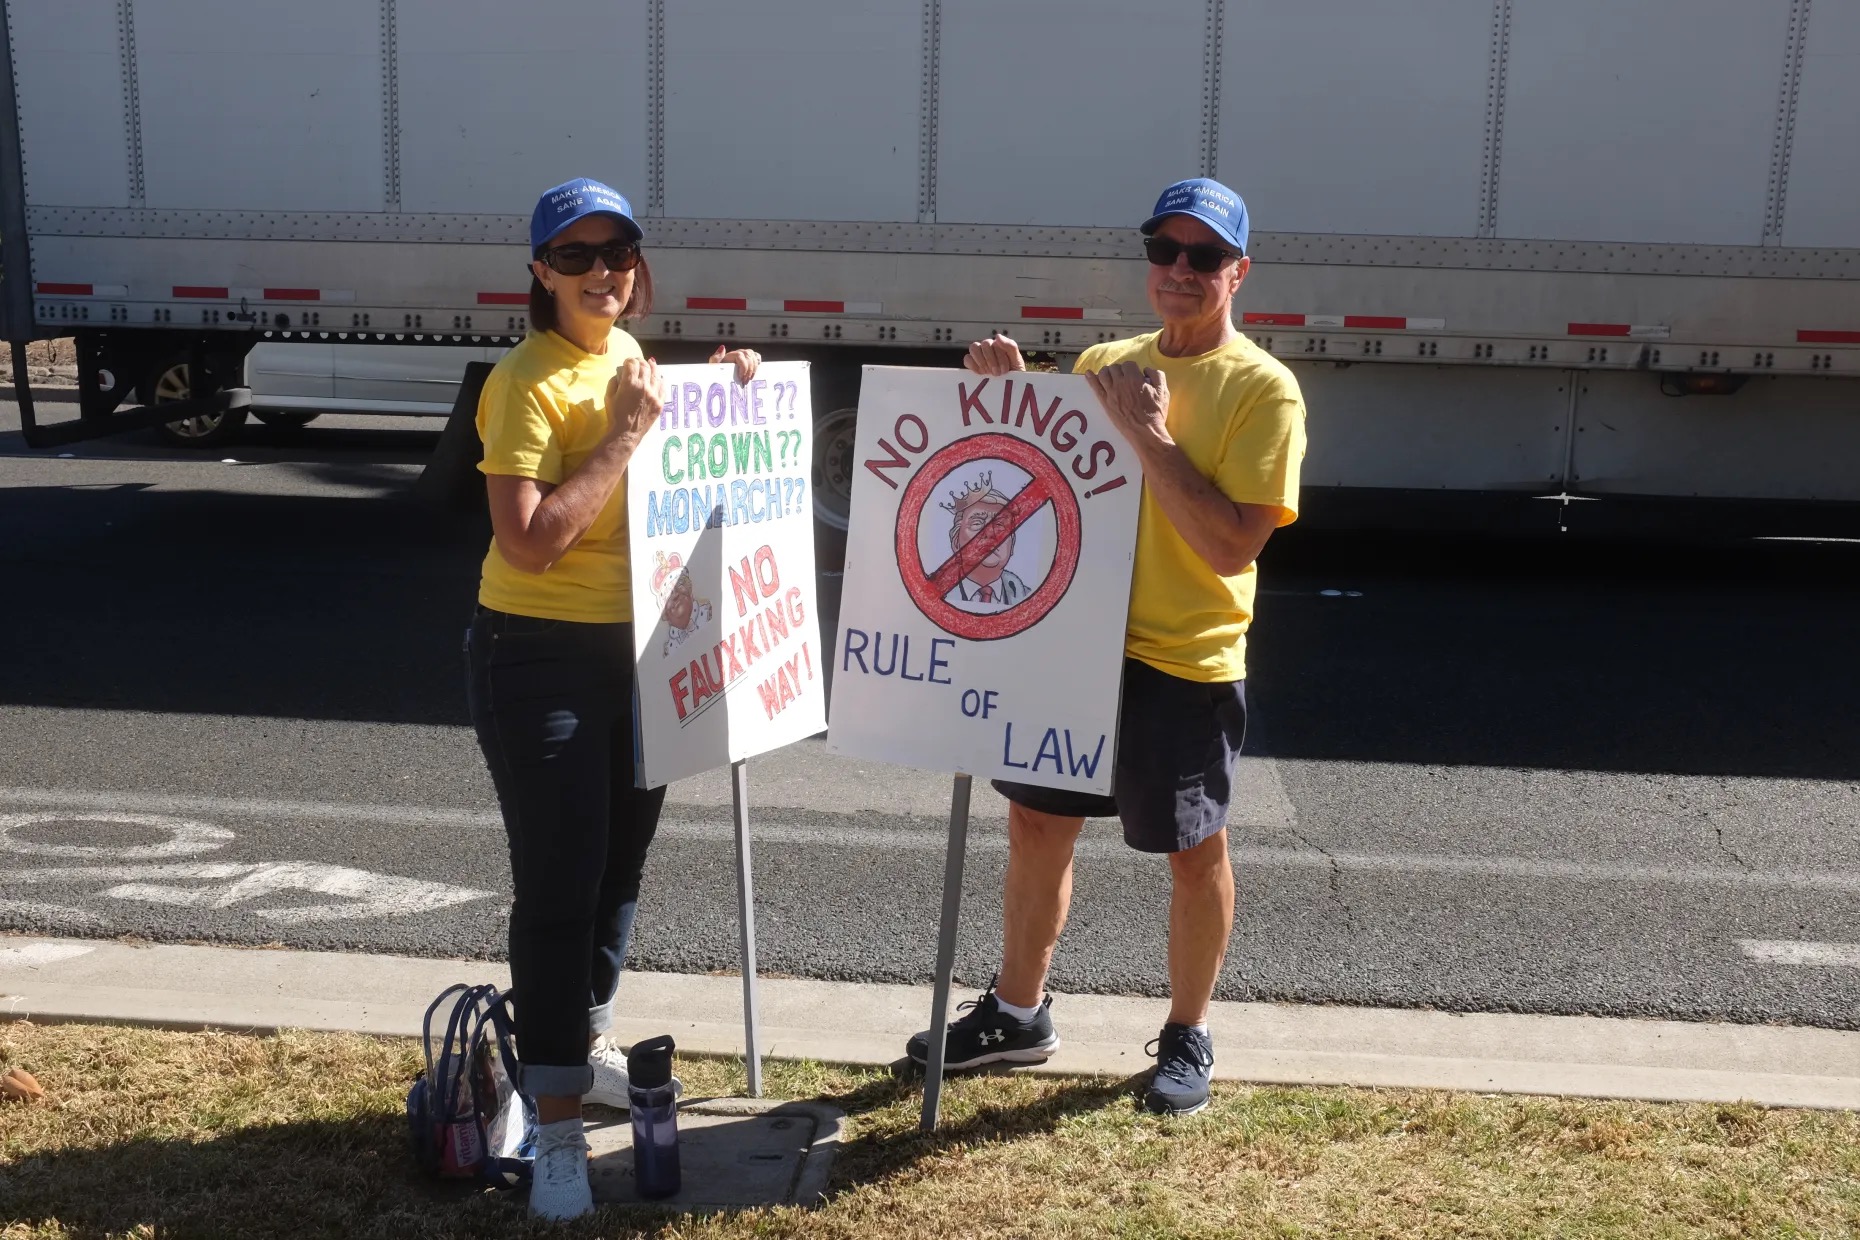 MAKE AMERICA
SANE AGAIN
MAKE AMERICA
SANE AGAIN
HRONE??
CROWN??
MONARCH??
NO
FAUX-KING
WAY!
NO KINGS!
RULE
OF
LAW